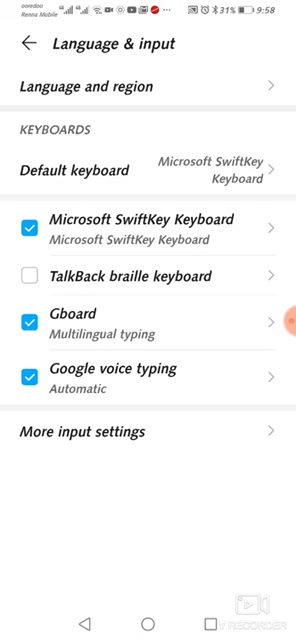 ooredoo
Renna Mobile
31% 9:58
Language & input
Language and region
KEYBOARDS
Default keyboard
Microsoft SwiftKey
Keyboard
Microsoft SwiftKey Keyboard
Microsoft SwiftKey Keyboard
TalkBack braille keyboard
Gboard
Multilingual typing
Google voice typing
Automatic
More input settings
V RECORDER